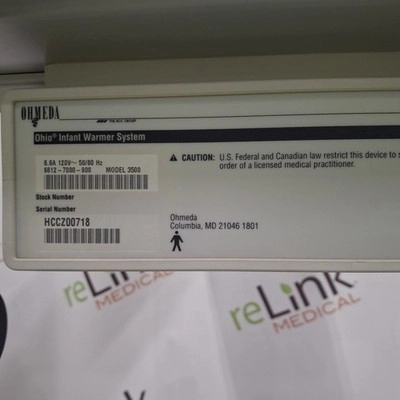 OHMEDA
Ohio® Infant Warmer System
6.6A 120V~ 50/60 Hz
6612-7000-900 MODEL 3500
Stock Number
Serial Number
HCCZ00718
⚠ CAUTION: U.S. Federal and Canadian law restrict this device to s
order of a licensed medical practitioner.
Ohmeda
Columbia, MD 21046 1801
reLink
MEDICAL
reLink
MEDICAL